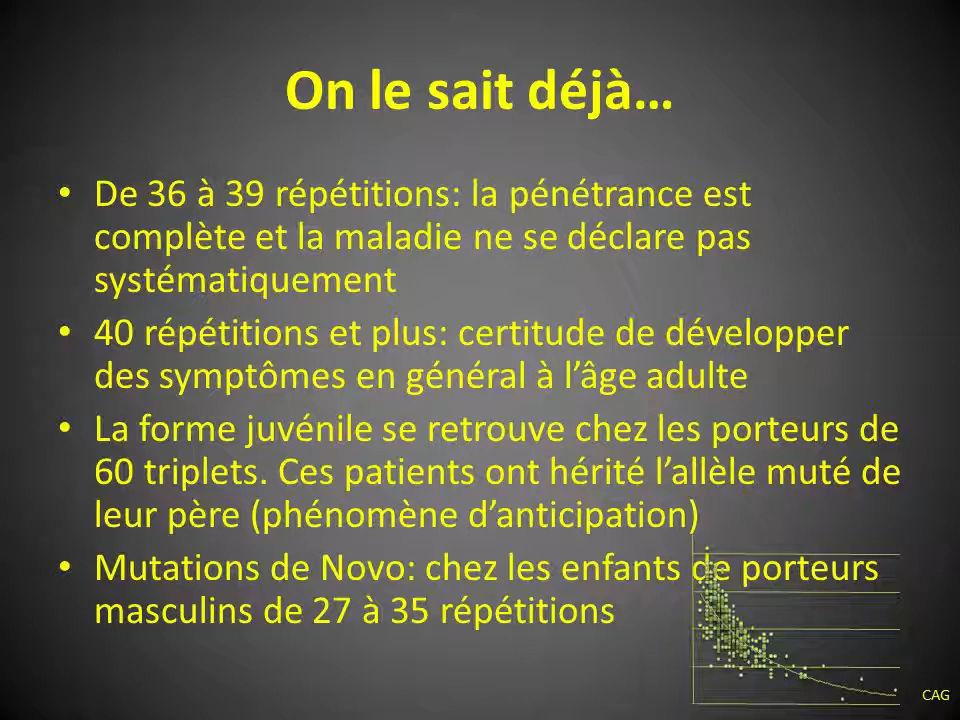 On le sait déjà…
• De 36 à 39 répétitions: la pénétrance est
complète et la maladie ne se déclare pas
systématiquement
• 40 répétitions et plus: certitude de développer
des symptômes en général à l’âge adulte
• La forme juvénile se retrouve chez les porteurs de
60 triplets. Ces patients ont hérité l’allèle muté de
leur père (phénomène d’anticipation)
• Mutations de Novo: chez les enfants de porteurs
masculins de 27 à 35 répétitions
CAG